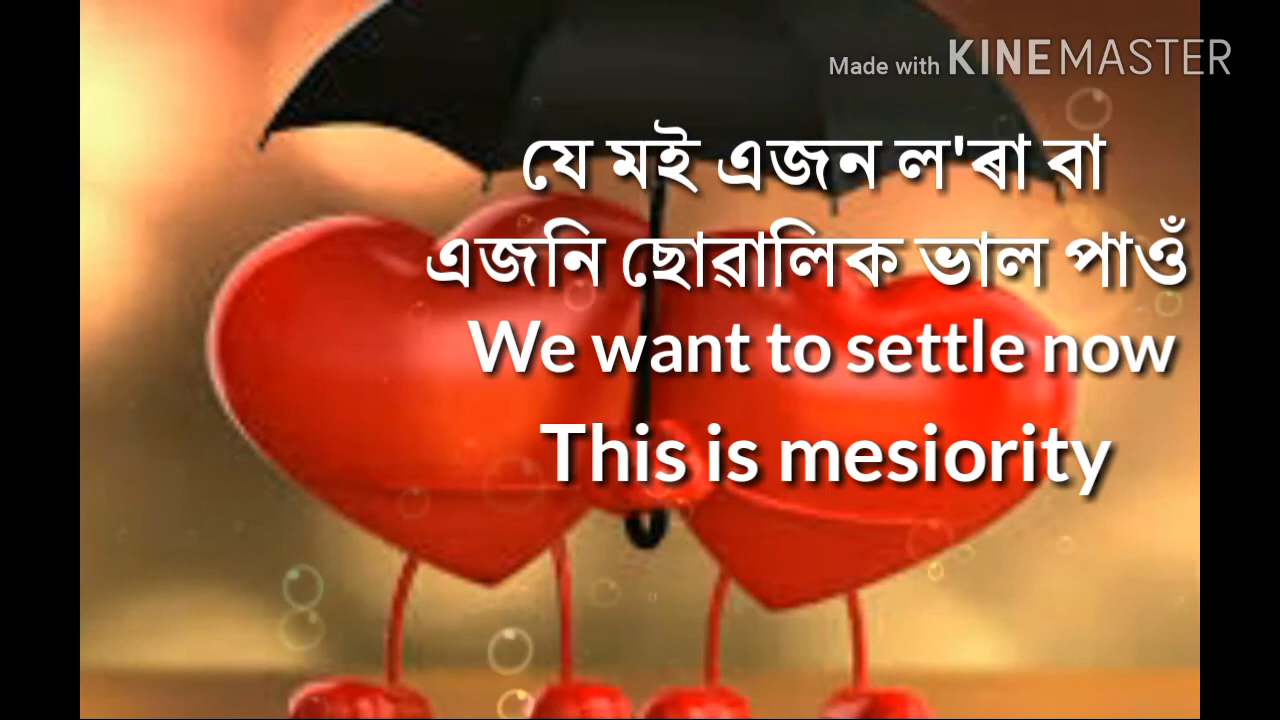 Made with KINEMASTER
যে মই এজন ল'ৰা বা
এজনি ছোৱালিক ভাল পাওঁ
We want to settle now
This is mesiority